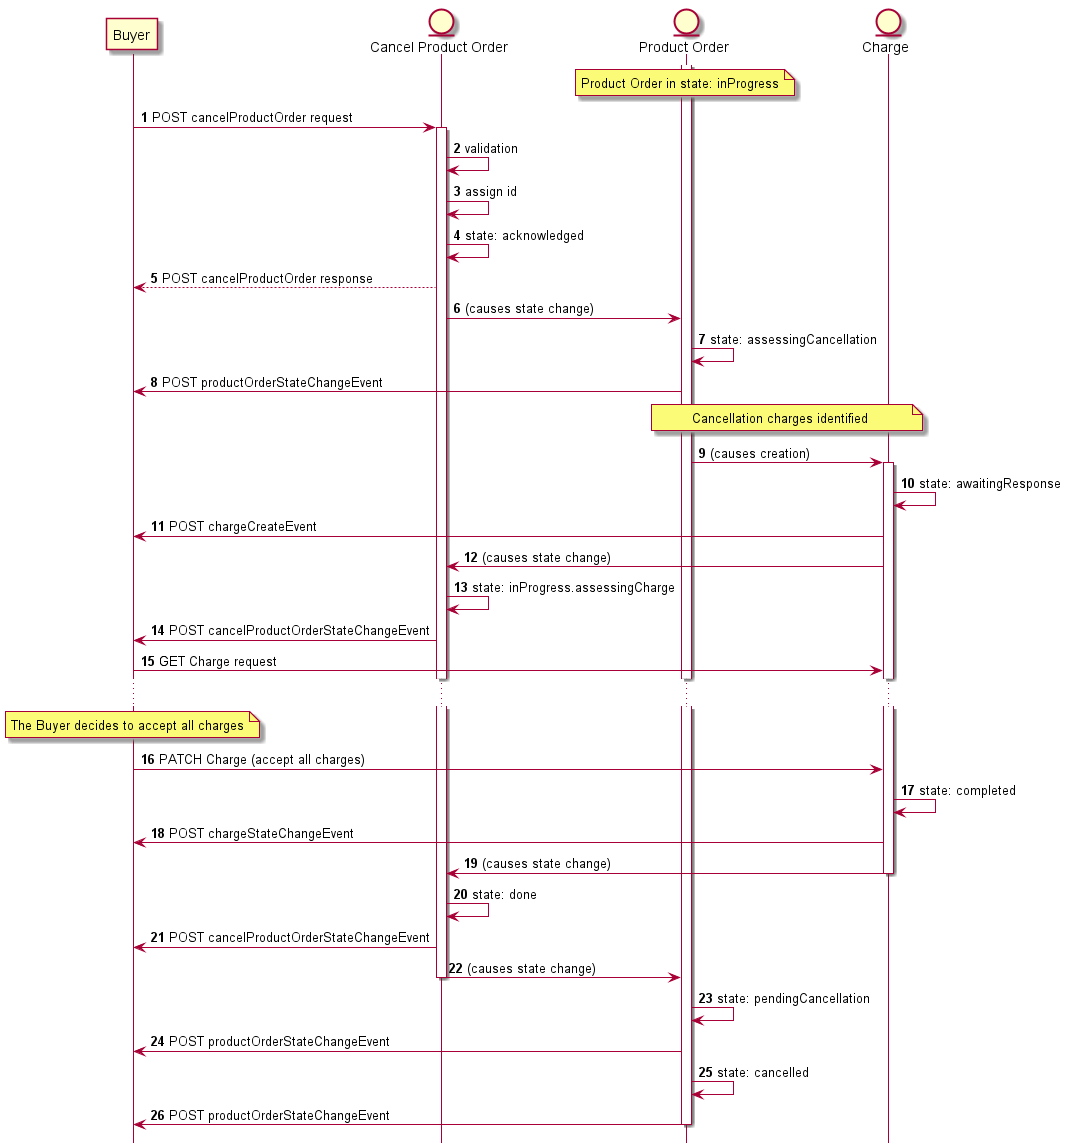 Buyer
Cancel Product Order
Product Order
Charge
Product Order in state: inProgress
1 POST cancelProductOrder request
2 validation
3 assign id
4 state: acknowledged
5 POST cancelProductOrder response
6 (causes state change)
7 state: assessingCancellation
8 POST productOrderStateChangeEvent
Cancellation charges identified
9 (causes creation)
10 state: awaitingResponse
11 POST chargeCreateEvent
12 (causes state change)
13 state: inProgress.assessingCharge
14 POST cancelProductOrderStateChangeEvent
15 GET Charge request
The Buyer decides to accept all charges
16 PATCH Charge (accept all charges)
17 state: completed
18 POST chargeStateChangeEvent
19 (causes state change)
20 state: done
21 POST cancelProductOrderStateChangeEvent
22 (causes state change)
23 state: pendingCancellation
24 POST productOrderStateChangeEvent
25 state: cancelled
26 POST productOrderStateChangeEvent